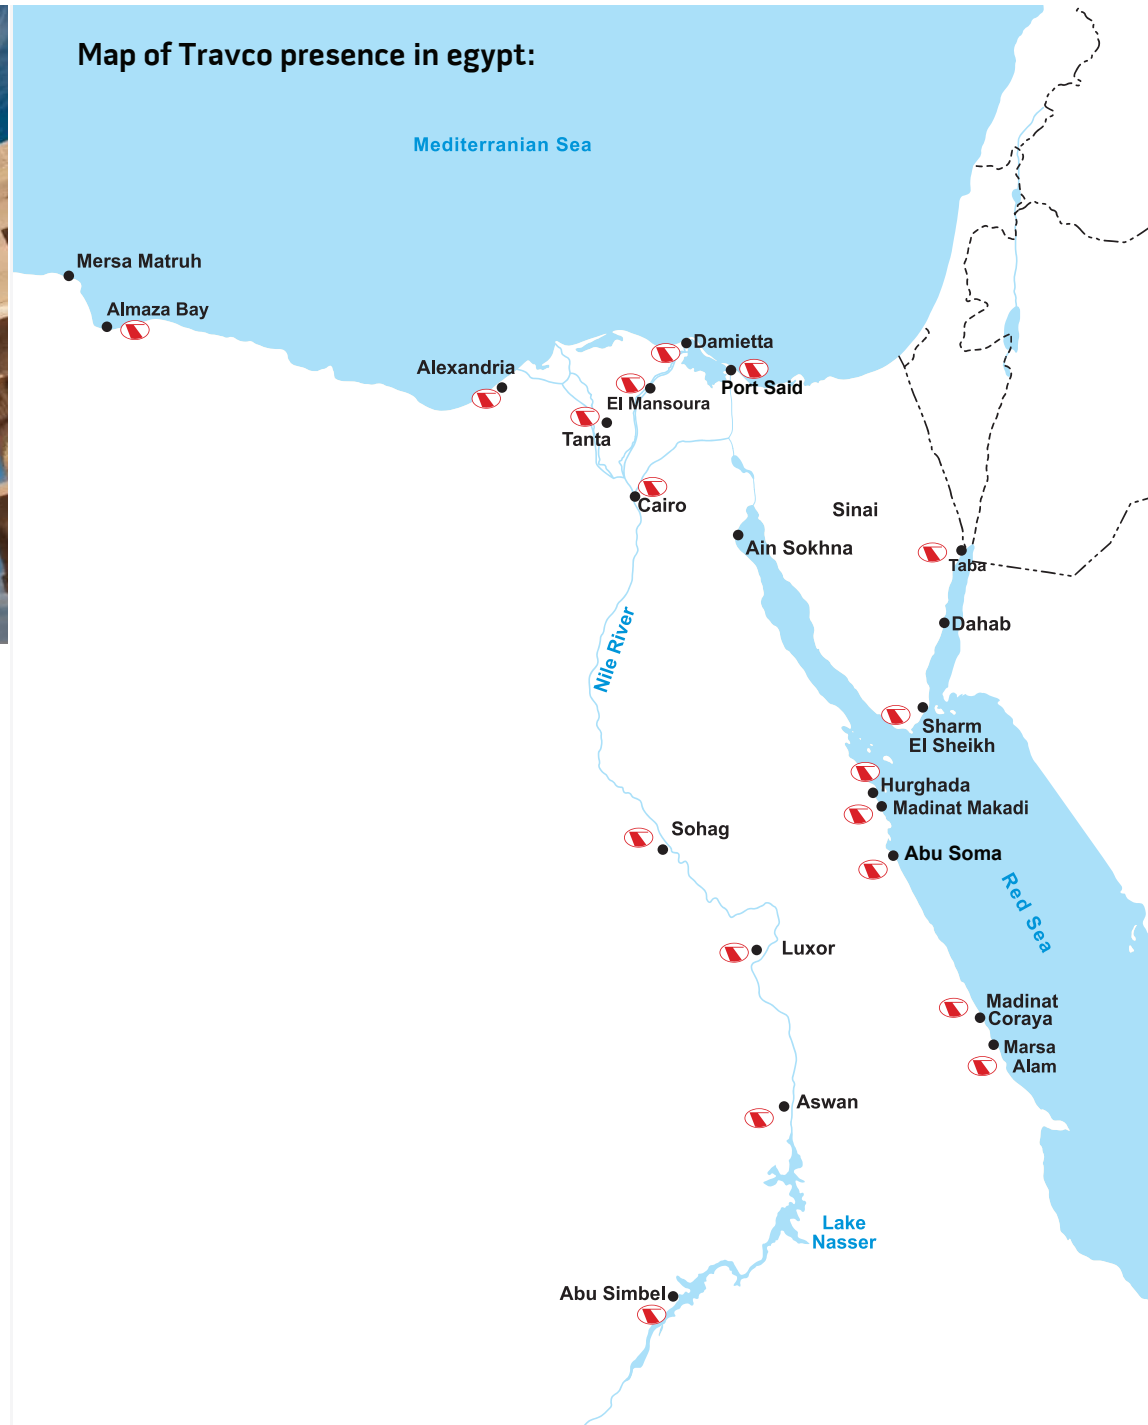 Map of Travco presence in egypt:
Mediterranian Sea
Mersa Matruh
Almaza Bay
Alexandria
Damietta
Port Said
El Mansoura
Tanta
Cairo
Sinai
Ain Sokhna
Taba
Dahab
Nile River
Sharm
El Sheikh
Hurghada
Madinat Makadi
Sohag
Abu Soma
Red Sea
Luxor
Madinat
Coraya
Marsa
Alam
Aswan
Lake
Nasser
Abu Simbel